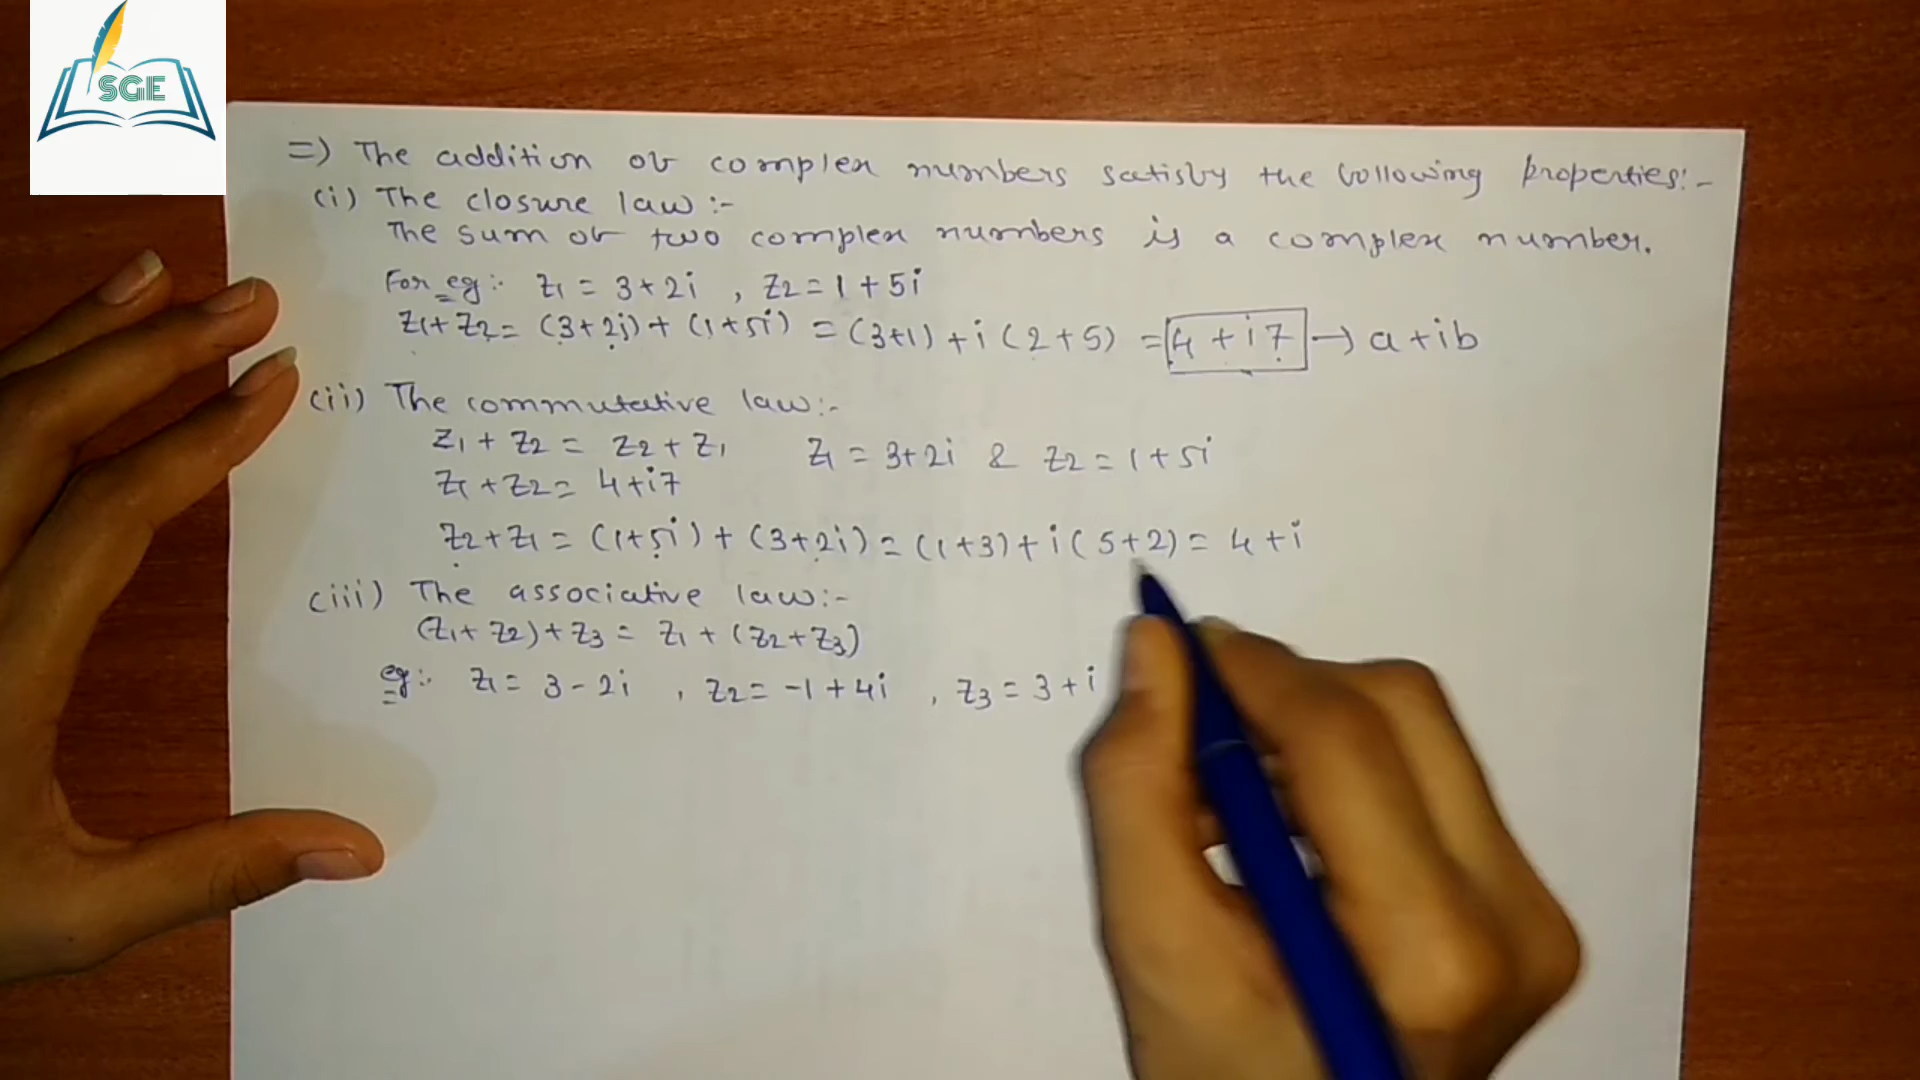 SGE
=) The addition of complex numbers satisfy the following properties:-
(i) The closure law :-
The sum of two complex numbers is a complex number.
For eg:- z1 = 3+2i , z2 = 1+5i
z1+z2 = (3+2i)+(1+5i) = (3+1)+i(2+5) = 4+i7 → a+ib
(ii) The commutative law:-
z1+z2 = z2+z1 z1 = 3+2i & z2 = 1+5i
z1+z2 = 4+i7
z2+z1 = (1+5i)+(3+2i) = (1+3)+i(5+2) = 4+i
(iii) The associative law:-
(z1+z2)+z3 = z1+(z2+z3)
eg:- z1 = 3-2i , z2 = -1+4i , z3 = 3+i